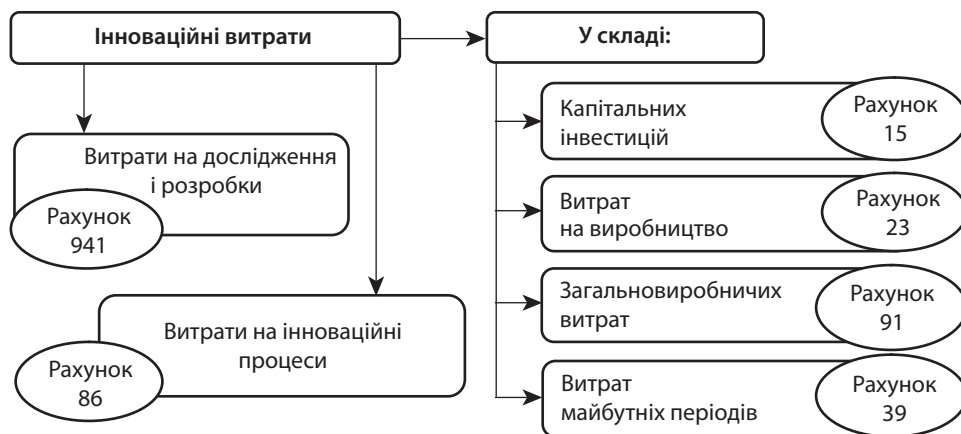 Інноваційні витрати
У складі:
Витрати на дослідження
і розробки
Рахунок
941
Витрати на інноваційні
процеси
Рахунок
86
Капітальних
інвестицій
Рахунок
15
Витрат
на виробництво
Рахунок
23
Загальновиробничих
витрат
Рахунок
91
Витрат
майбутніх періодів
Рахунок
39